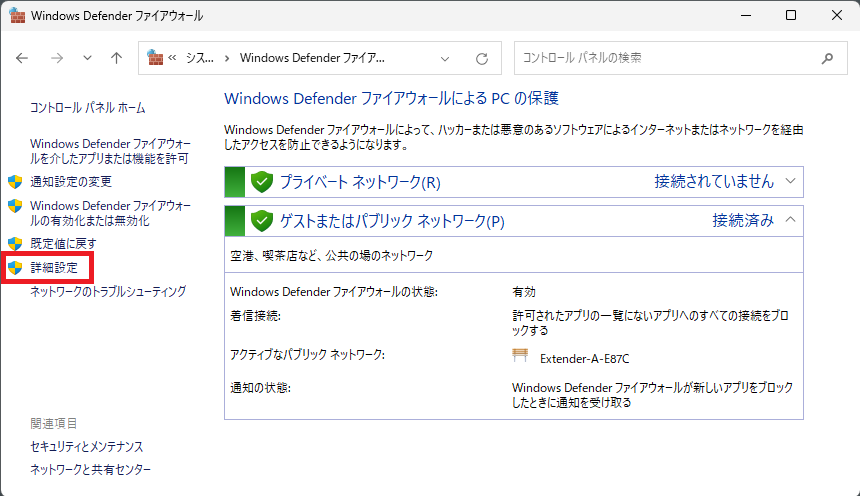 Windows Defender ファイアウォール
« シス... › Windows Defender ファイア...
コントロール パネルの検索
コントロール パネル ホーム
Windows Defender ファイアウォー
ルを介したアプリまたは機能を許可
通知設定の変更
Windows Defender ファイアウォー
ルの有効化または無効化
既定値に戻す
詳細設定
ネットワークのトラブルシューティング
関連項目
セキュリティとメンテナンス
ネットワークと共有センター
Windows Defender ファイアウォールによる PC の保護
Windows Defender ファイアウォールによって、ハッカーまたは悪意のあるソフトウェアによるインターネットまたはネットワークを経由
したアクセスを防止できるようになります。
プライベート ネットワーク(R) 接続されていません
ゲストまたはパブリック ネットワーク(P) 接続済み
空港、喫茶店など、公共の場のネットワーク
Windows Defender ファイアウォールの状態: 有効
着信接続: 許可されたアプリの一覧にないアプリへのすべての接続をブロ
ックする
アクティブなパブリック ネットワーク: Extender-A-E87C
通知の状態: Windows Defender ファイアウォールが新しいアプリをブロック
したときに通知を受け取る